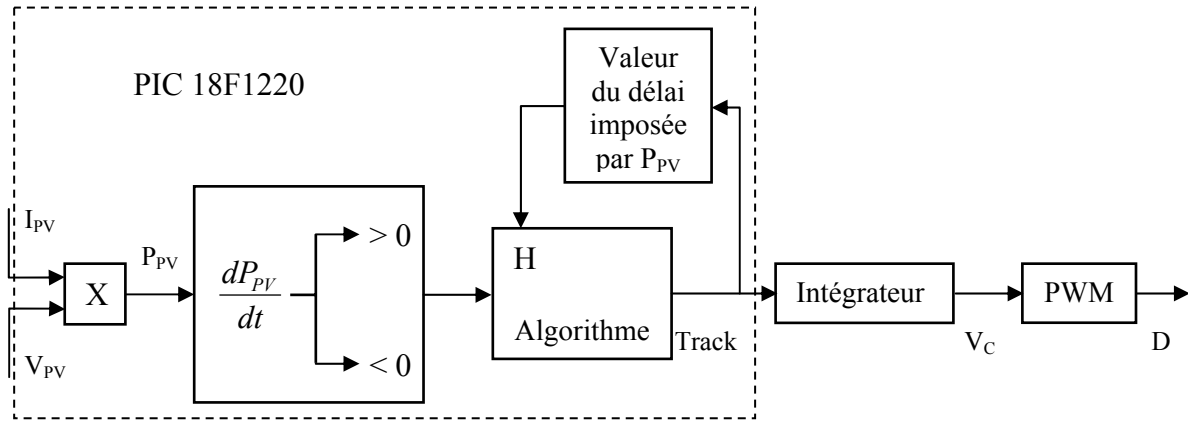 PIC 18F1220
Valeur
du délai
imposée
par P_PV
I_PV
P_PV
X
V_PV
dP_PV
dt
> 0
< 0
H
Algorithme
Track
Intégrateur
V_C
PWM
D